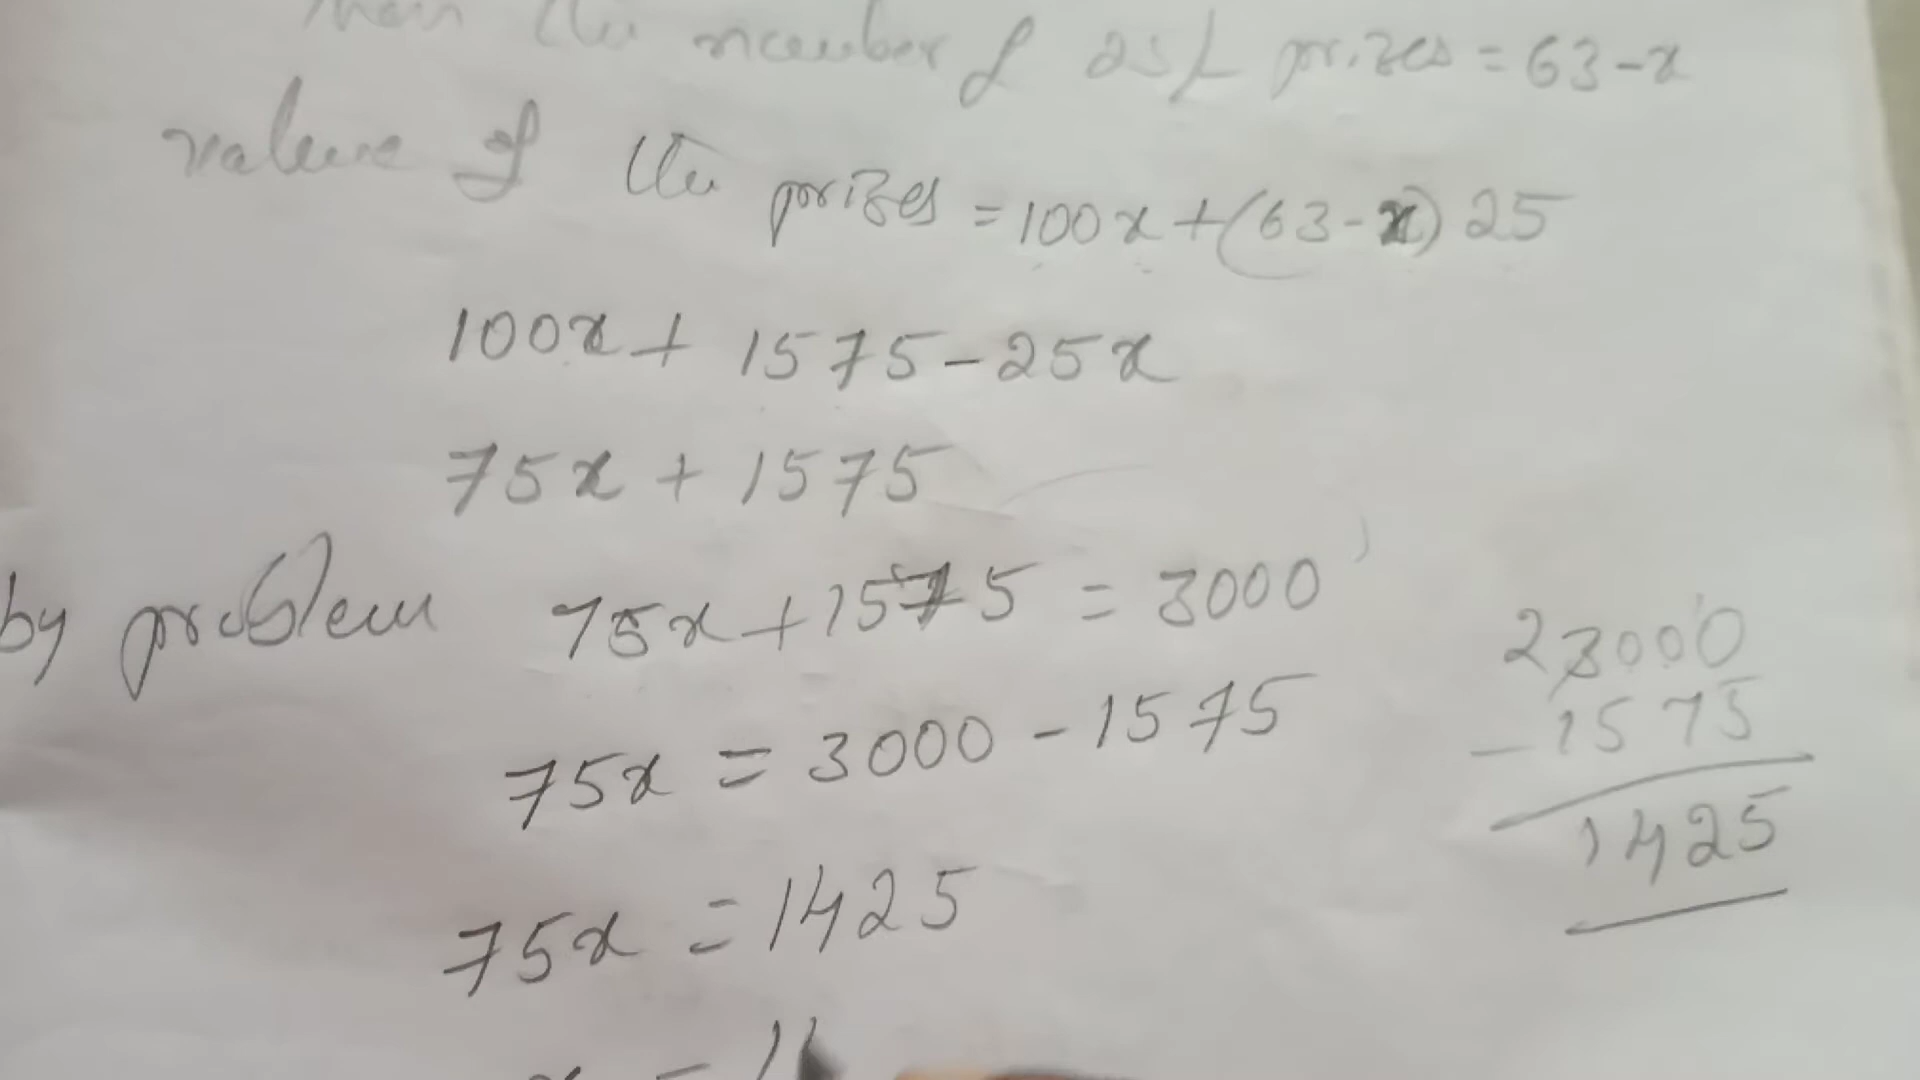 then the number of 25/- prizes = 63-x
value of the prizes = 100x + (63-x) 25
100x + 1575 - 25x
75x + 1575
by problem 75x + 1575 = 3000
75x = 3000 - 1575
23000
-1575
1425
75x = 1425